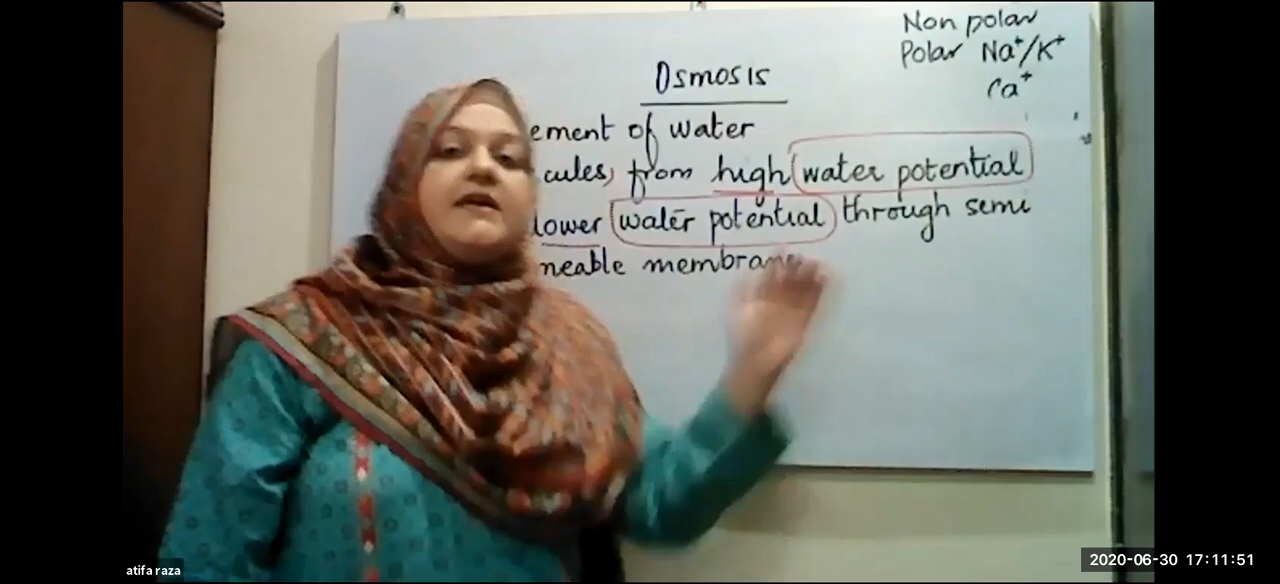 Non polar
Polar Na⁺/K⁺
Ca⁺
Osmosis
ement of water
cules, from high water potential
lower water potential through semi
neable membrane
atifa raza
2020-06-30 17:11:51